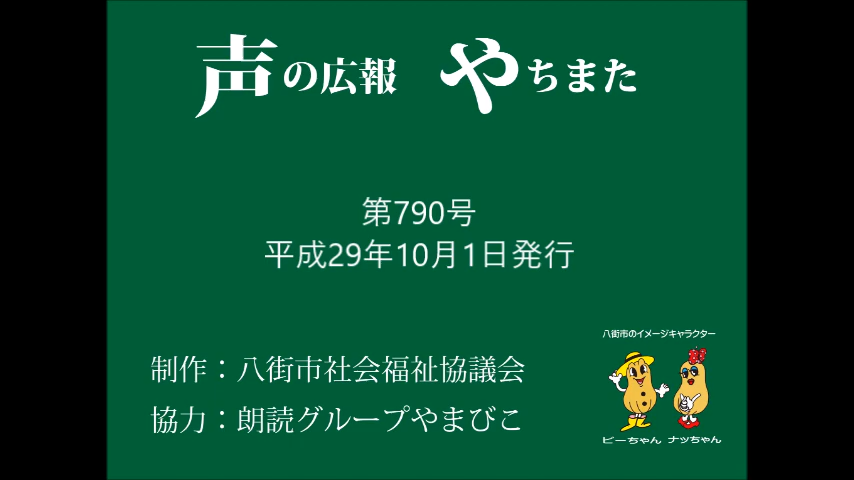 声の広報　やちまた
第790号
平成29年10月1日発行
制作：八街市社会福祉協議会
協力：朗読グループやまびこ
八街市のイメージキャラクター
ピーちゃん ナッちゃん